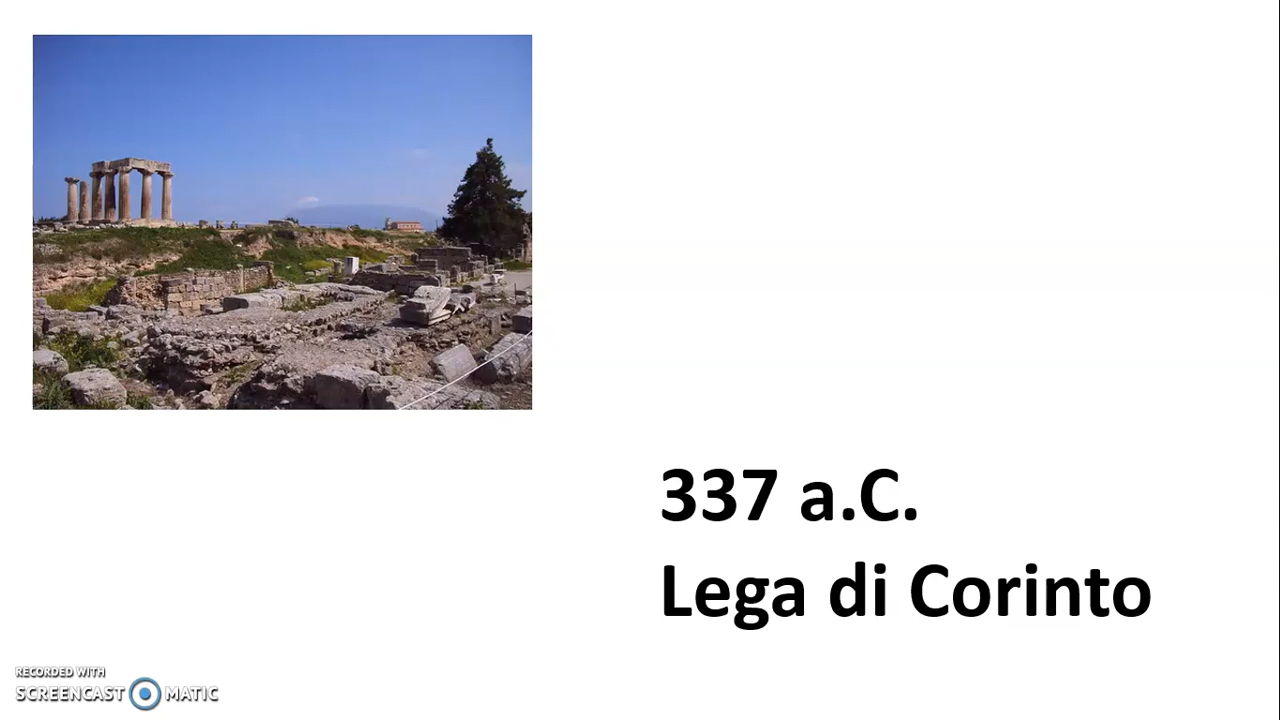 337 a.C.
Lega di Corinto
RECORDED WITH
SCREENCAST MATIC